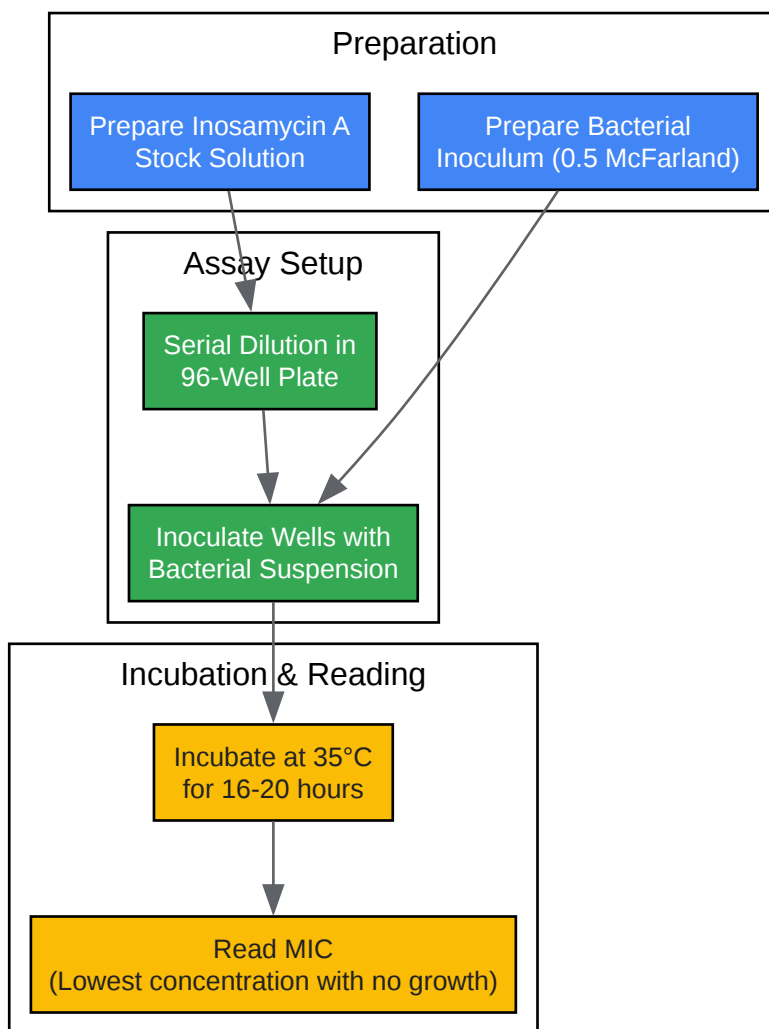 Preparation
Prepare Inosamycin A
Stock Solution
Prepare Bacterial
Inoculum (0.5 McFarland)
Assay Setup
Serial Dilution in
96-Well Plate
Inoculate Wells with
Bacterial Suspension
Incubation & Reading
Incubate at 35°C
for 16-20 hours
Read MIC
(Lowest concentration with no growth)